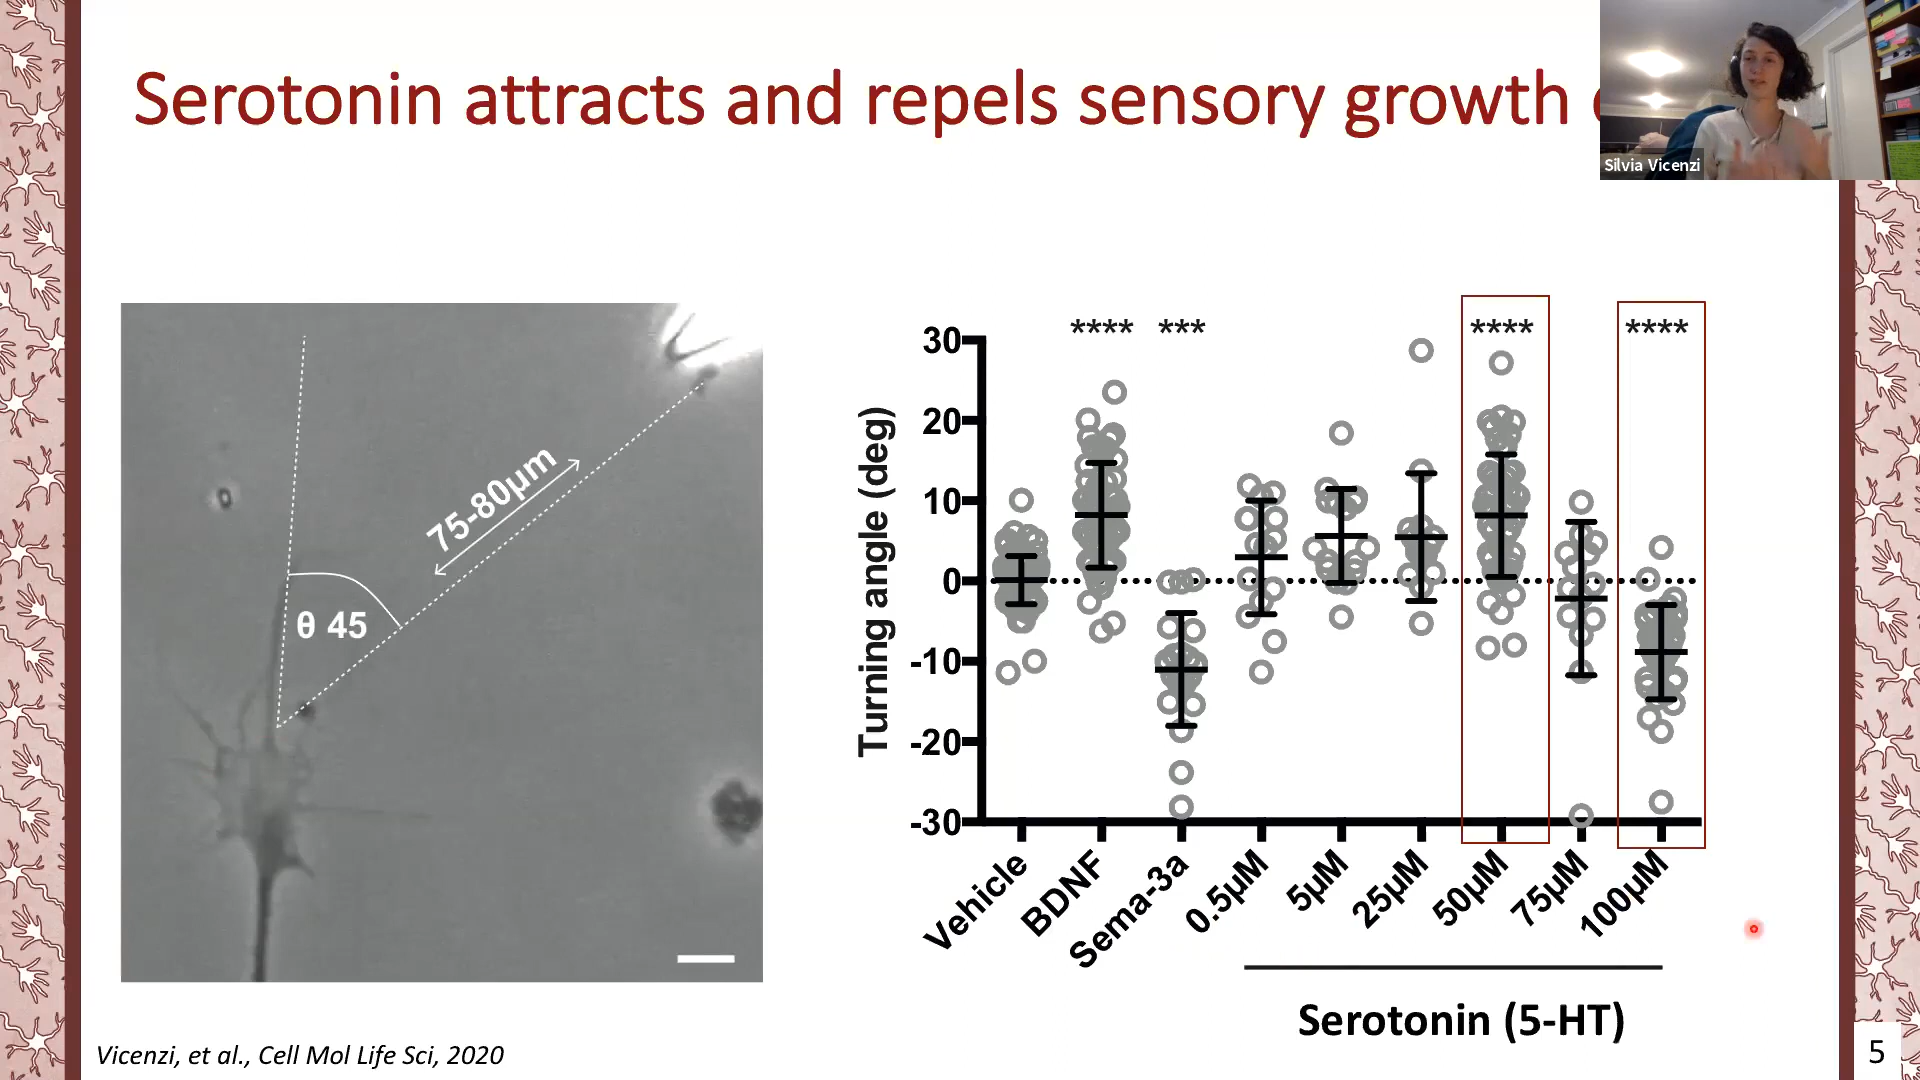 Serotonin attracts and repels sensory growth
Silvia Vicenzi
75-80µm
θ 45
**** *** **** ****
30
20
10
0
-10
-20
-30
Turning angle (deg)
Vehicle
BDNF
Sema-3a
0.5µM
5µM
25µM
50µM
75µM
100µM
Serotonin (5-HT)
Vicenzi, et al., Cell Mol Life Sci, 2020
5